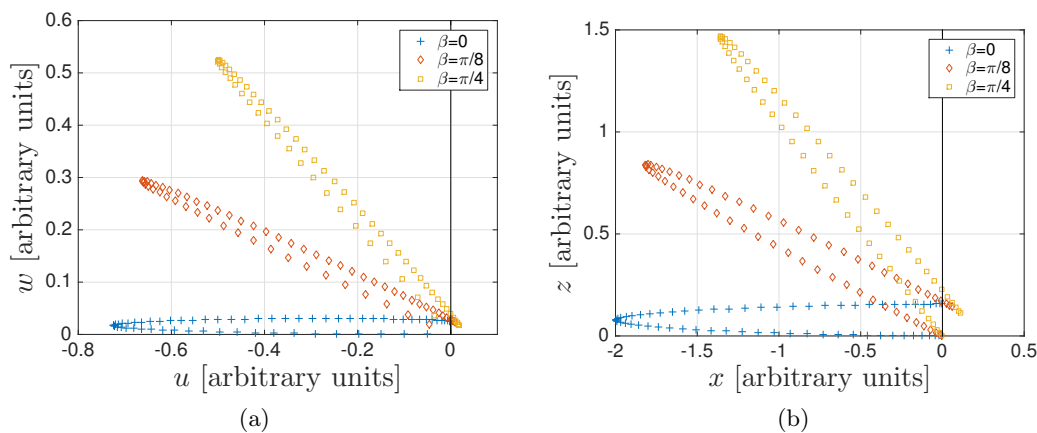 0.6
0.5
0.4
0.3
0.2
0.1
0
-0.8
-0.6
-0.4
-0.2
0
0.2
w [arbitrary units]
u [arbitrary units]
β=0
β=π/8
β=π/4
(a)
1.5
1
0.5
0
-2
-1.5
-1
-0.5
0
0.5
z [arbitrary units]
x [arbitrary units]
β=0
β=π/8
β=π/4
(b)